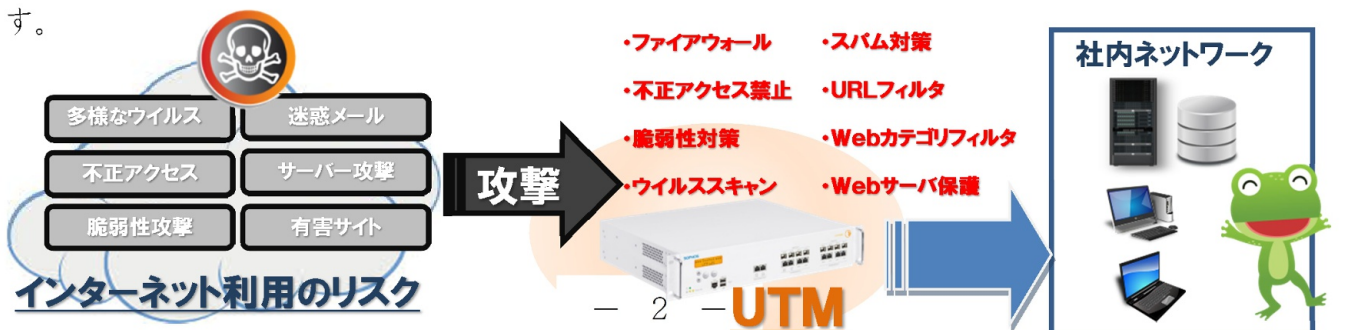 す。
多様なウイルス
迷惑メール
不正アクセス
サーバー攻撃
脆弱性攻撃
有害サイト
インターネット利用のリスク
攻撃
・ファイアウォール
・スパム対策
・不正アクセス禁止
・URLフィルタ
・脆弱性対策
・Webカテゴリフィルタ
・ウイルススキャン
・Webサーバ保護
SOPHOS
－ 2 －
UTM
社内ネットワーク